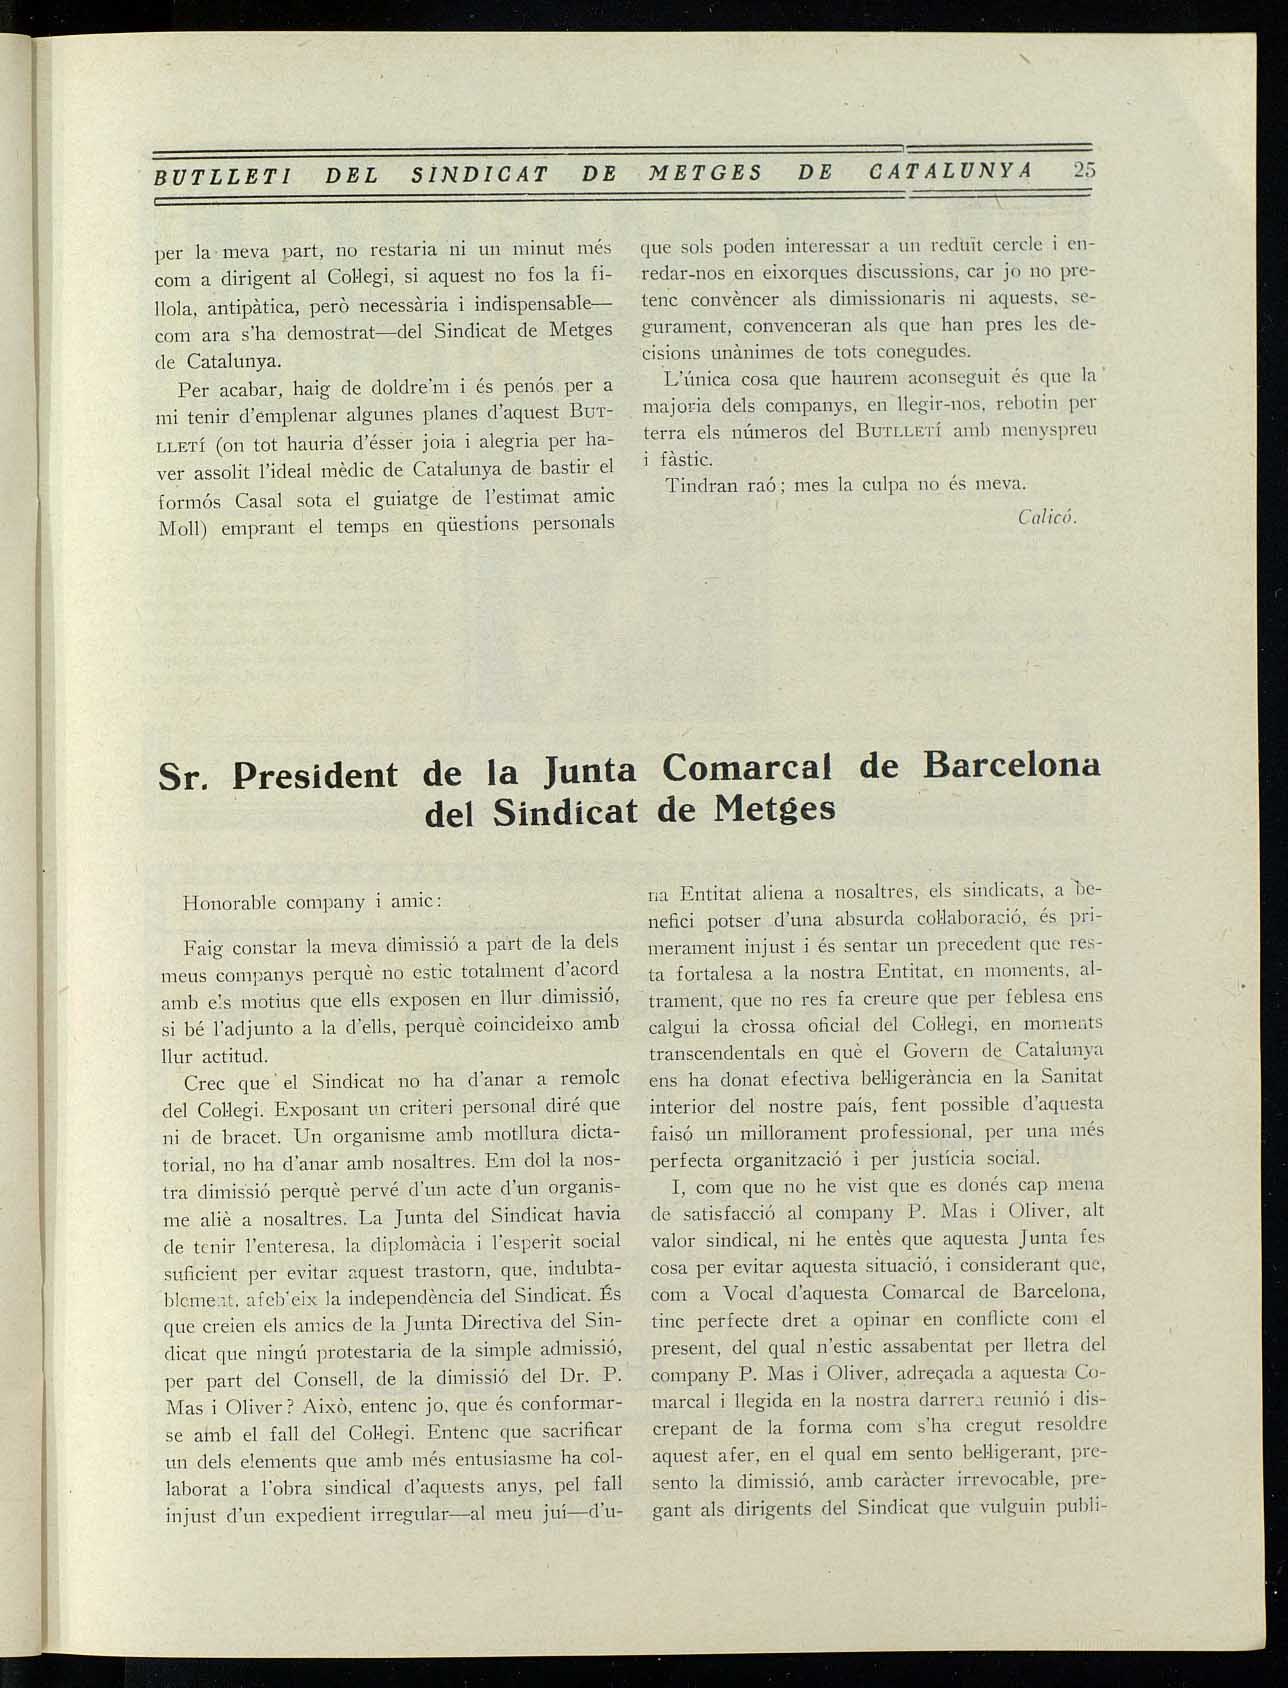 BUTLLETI DEL SINDICAT DE METGES DE CATALUNYA 25
per la meva part, no restaria ni un minut més
com a dirigent al Col·legi, si aquest no fos la fi-
llola, antipàtica, però necessària i indispensable—
com ara s'ha demostrat—del Sindicat de Metges
de Catalunya.
Per acabar, haig de doldre'm i és penós per a
mi tenir d'emplenar algunes planes d'aquest BUT-
LLETÍ (on tot hauria d'ésser joia i alegria per ha-
ver assolit l'ideal mèdic de Catalunya de bastir el
formós Casal sota el guiatge de l'estimat amic
Moll) emprant el temps en qüestions personals
que sols poden interessar a un reduït cercle i en-
redar-nos en eixorques discussions, car jo no pre-
tenc convèncer als dimissionaris ni aquests, se-
gurament, convenceran als que han pres les de-
cisions unànimes de tots conegudes.
L'única cosa que haurem aconseguit és que la
majoria dels companys, en llegir-nos, rebotin per
terra els números del BUTLLETÍ amb menyspreu
i fàstic.
Tindran raó; mes la culpa no és meva.
Calicó.
Sr. President de la Junta Comarcal de Barcelona
del Sindicat de Metges
Honorable company i amic:
Faig constar la meva dimissió a part de la dels
meus companys perquè no estic totalment d'acord
amb els motius que ells exposen en llur dimissió,
si bé l'adjunto a la d'ells, perquè coincideixo amb
llur actitud.
Crec que el Sindicat no ha d'anar a remolc
del Col·legi. Exposant un criteri personal diré que
ni de bracet. Un organisme amb motllura dicta-
torial, no ha d'anar amb nosaltres. Em dol la nos-
tra dimissió perquè pervé d'un acte d'un organis-
me aliè a nosaltres. La Junta del Sindicat havia
de tenir l'enteresa, la diplomàcia i l'esperit social
suficient per evitar aquest trastorn, que, indubta-
blement, afeb'eix la independència del Sindicat. És
que creien els amics de la Junta Directiva del Sin-
dicat que ningú protestaria de la simple admissió,
per part del Consell, de la dimissió del Dr. P.
Mas i Oliver? Això, entenc jo, que és conformar-
se amb el fall del Col·legi. Entenc que sacrificar
un dels elements que amb més entusiasme ha col-
laborat a l'obra sindical d'aquests anys, pel fall
injust d'un expedient irregular—al meu juí—d'u-
na Entitat aliena a nosaltres, els sindicats, a be-
nefici potser d'una absurda col·laboració, és pri-
merament injust i és sentar un precedent que res-
ta fortalesa a la nostra Entitat, en moments, al-
trament, que no res fa creure que per feblesa ens
calgui la crossa oficial del Col·legi, en moments
transcendentals en què el Govern de Catalunya
ens ha donat efectiva bel·ligerància en la Sanitat
interior del nostre país, fent possible d'aquesta
faisó un millorament professional, per una més
perfecta organització i per justícia social.
I, com que no he vist que es donés cap mena
de satisfacció al company P. Mas i Oliver, alt
valor sindical, ni he entès que aquesta Junta fes
cosa per evitar aquesta situació, i considerant que,
com a Vocal d'aquesta Comarcal de Barcelona,
tinc perfecte dret a opinar en conflicte com el
present, del qual n'estic assabentat per lletra del
company P. Mas i Oliver, adreçada a aquesta Co-
marcal i llegida en la nostra darrera reunió i dis-
crepant de la forma com s'ha cregut resoldre
aquest afer, en el qual em sento bel·ligerant, pre-
sento la dimissió, amb caràcter irrevocable, pre-
gant als dirigents del Sindicat que vulguin publi-